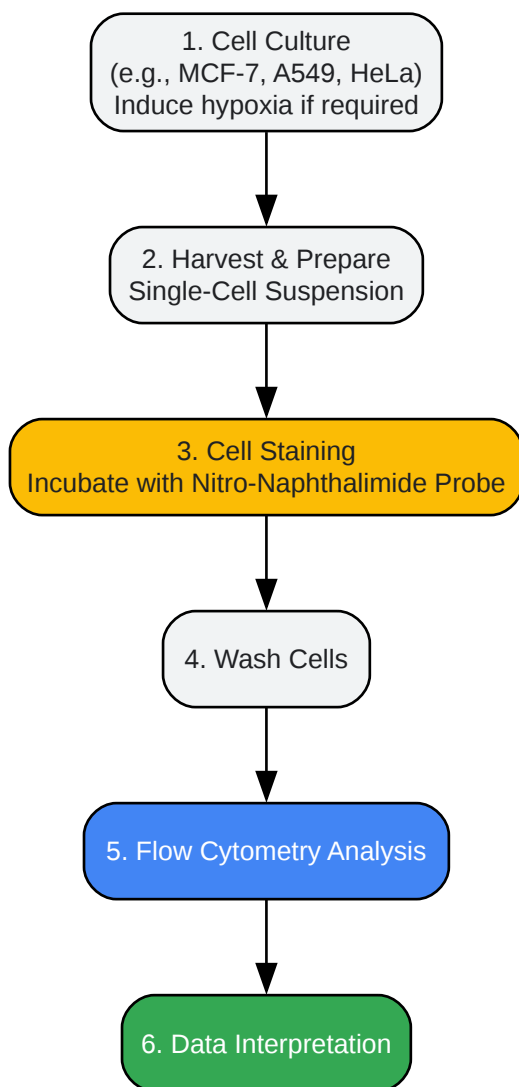 1. Cell Culture
(e.g., MCF-7, A549, HeLa)
Induce hypoxia if required
2. Harvest & Prepare
Single-Cell Suspension
3. Cell Staining
Incubate with Nitro-Naphthalimide Probe
4. Wash Cells
5. Flow Cytometry Analysis
6. Data Interpretation